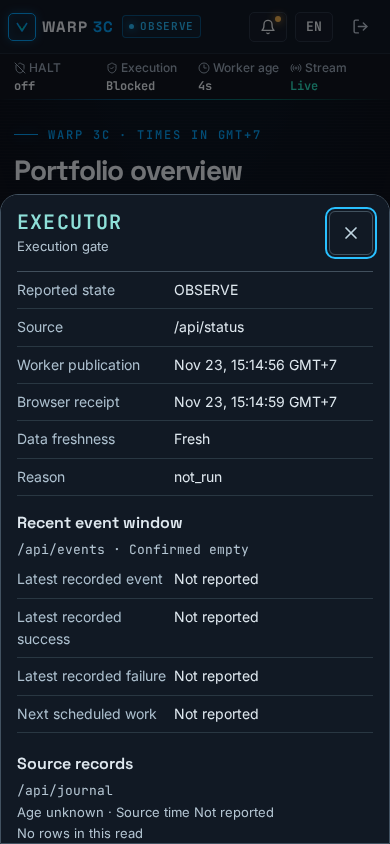 WARP 3C
OBSERVE
EN
HALT
off
Execution
Blocked
Worker age
4s
Stream
Live
WARP 3C · TIMES IN GMT+7
Portfolio overview
EXECUTOR
Execution gate
Reported state OBSERVE
Source /api/status
Worker publication Nov 23, 15:14:56 GMT+7
Browser receipt Nov 23, 15:14:59 GMT+7
Data freshness Fresh
Reason not_run
Recent event window
/api/events · Confirmed empty
Latest recorded event Not reported
Latest recorded success Not reported
Latest recorded failure Not reported
Next scheduled work Not reported
Source records
/api/journal
Age unknown · Source time Not reported
No rows in this read